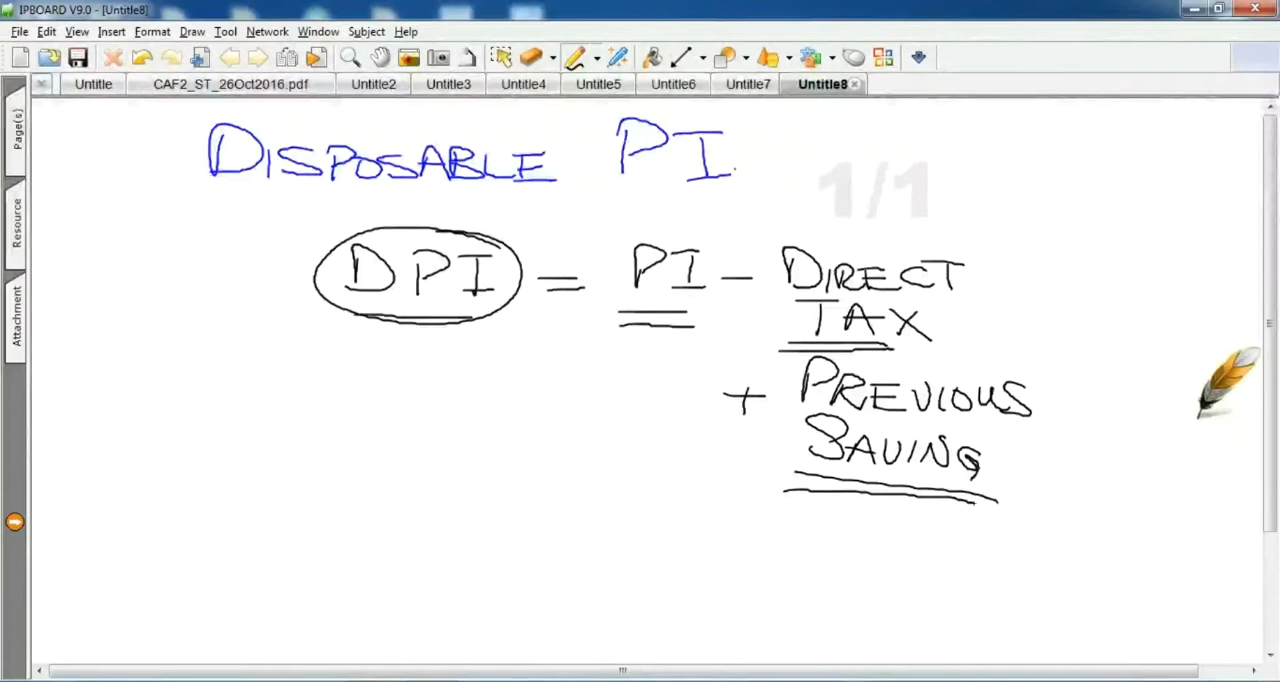 IPBOARD V9.0 - [Untitle8]
File Edit View Insert Format Draw Tool Network Window Subject Help
Untitle CAF2_ST_26Oct2016.pdf Untitle2 Untitle3 Untitle4 Untitle5 Untitle6 Untitle7 Untitle8
Page(s)
Resource
Attachment
DISPOSABLE PI.
1/1
DPI = PI - DIRECT
TAX
+ PREVIOUS
SAVING